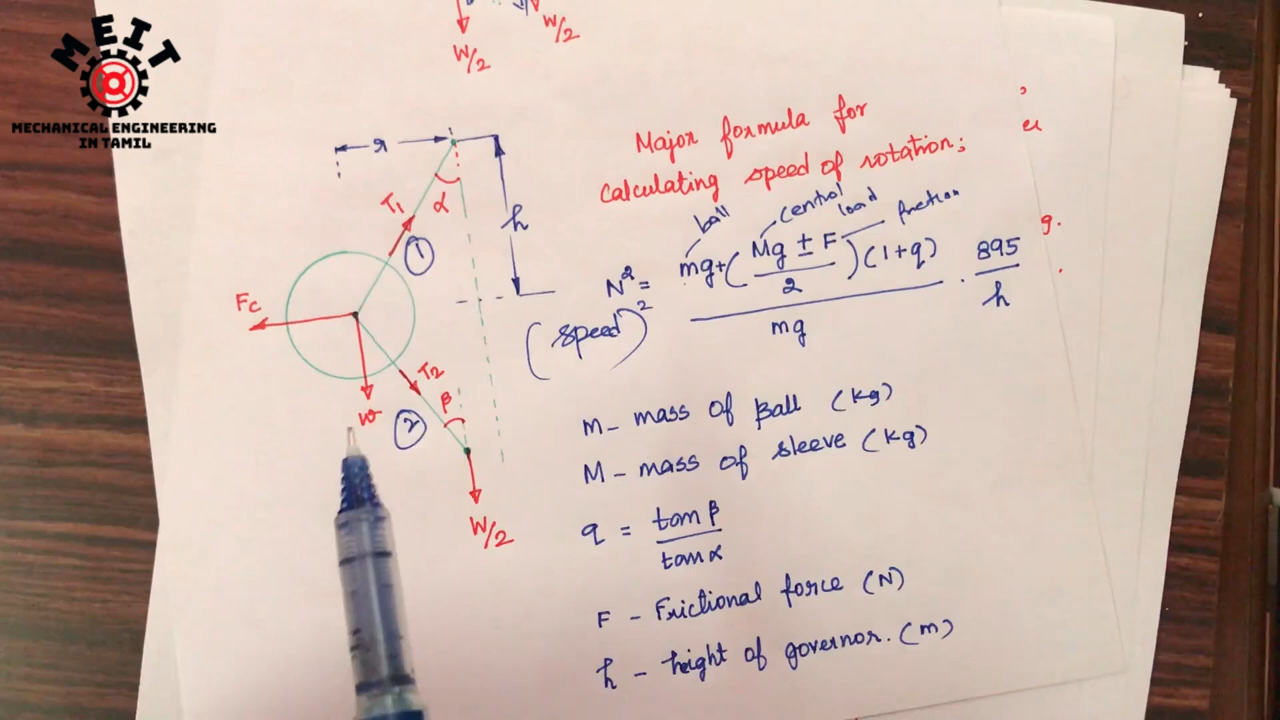 W/2
W/2
MEIT
MECHANICAL ENGINEERING
IN TAMIL
r
T1
α
h
1
Fc
w
T2
β
2
W/2
Major formula for
calculating speed of rotation;
ball
central
load
friction
N² = mg+(Mg ± F/2)(1+q)/mg . 895/h
(speed)²
m - mass of Ball (kg)
M - mass of sleeve (kg)
q = tan β/tan α
F - Frictional force (N)
h - height of governor. (m)
g.